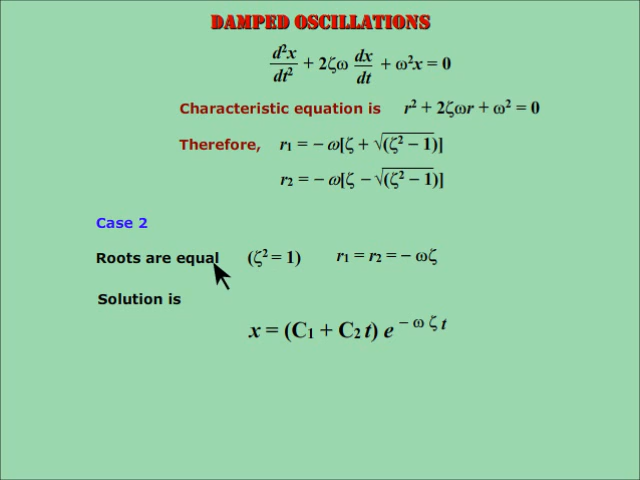 DAMPED OSCILLATIONS
d²x/dt² + 2ζω dx/dt + ω²x = 0
Characteristic equation is r² + 2ζωr + ω² = 0
Therefore, r₁ = − ω[ζ + √(ζ² − 1)]
r₂ = − ω[ζ − √(ζ² − 1)]
Case 2
Roots are equal (ζ² = 1) r₁ = r₂ = − ωζ
Solution is
x = (C₁ + C₂ t) e^(− ω ζ t)